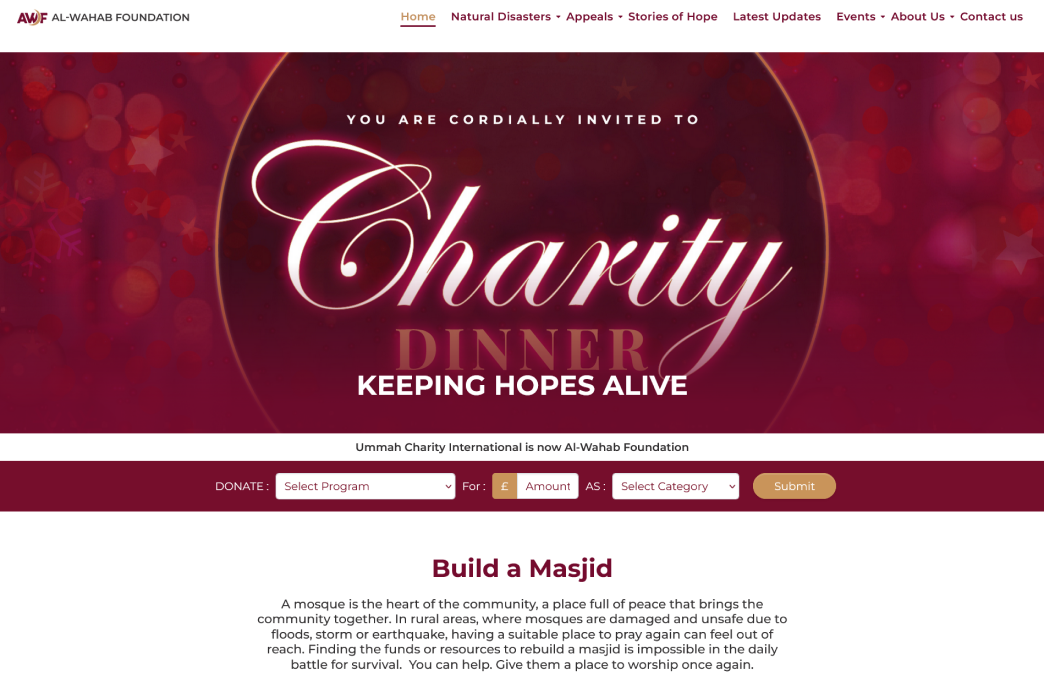 AWF AL-WAHAB FOUNDATION
Home Natural Disasters Appeals Stories of Hope Latest Updates Events About Us Contact us
YOU ARE CORDIALLY INVITED TO
Charity
DINNER
KEEPING HOPES ALIVE
Ummah Charity International is now Al-Wahab Foundation
DONATE : Select Program For : £ Amount AS : Select Category Submit
Build a Masjid
A mosque is the heart of the community, a place full of peace that brings the
community together. In rural areas, where mosques are damaged and unsafe due to
floods, storm or earthquake, having a suitable place to pray again can feel out of
reach. Finding the funds or resources to rebuild a masjid is impossible in the daily
battle for survival.  You can help. Give them a place to worship once again.